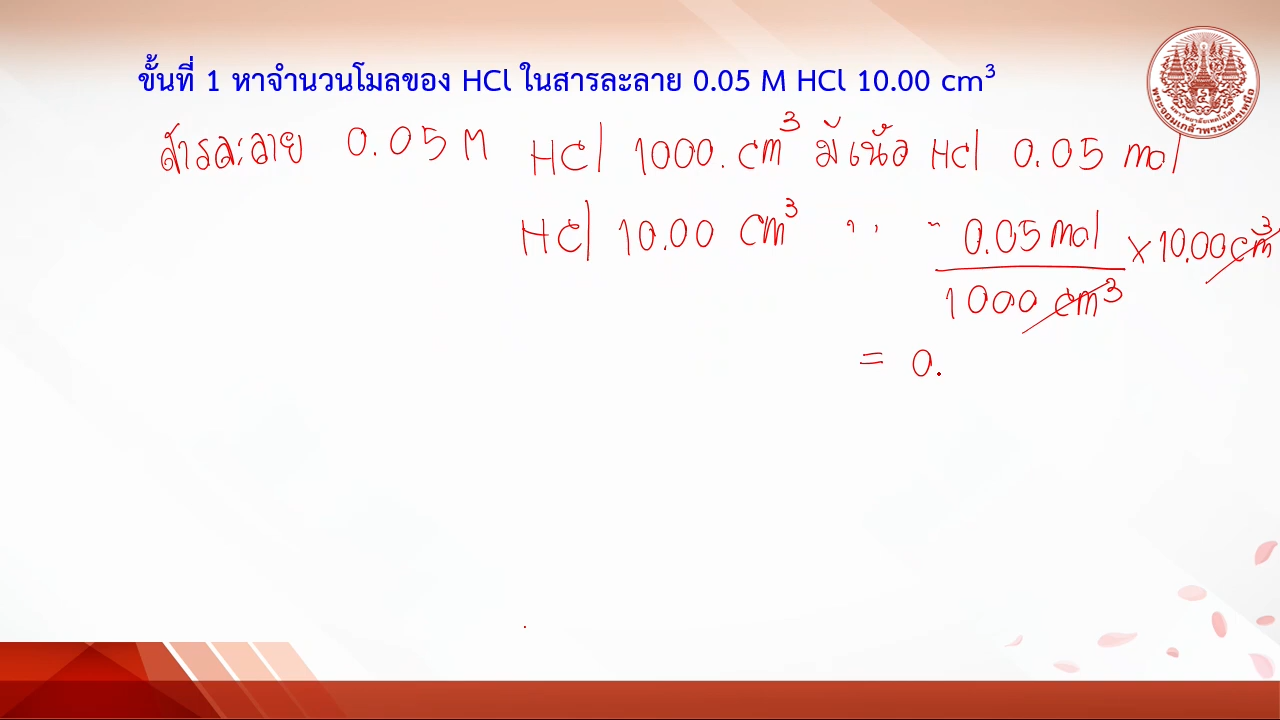 ขั้นที่ 1 หาจำนวนโมลของ HCl ในสารละลาย 0.05 M HCl 10.00 cm³
สารละลาย 0.05 M HCl 1000. cm³ มีเนื้อ HCl 0.05 mol
HCl 10.00 cm³ " " 0.05 mol × 10.00 cm³
1000 cm³
= 0.